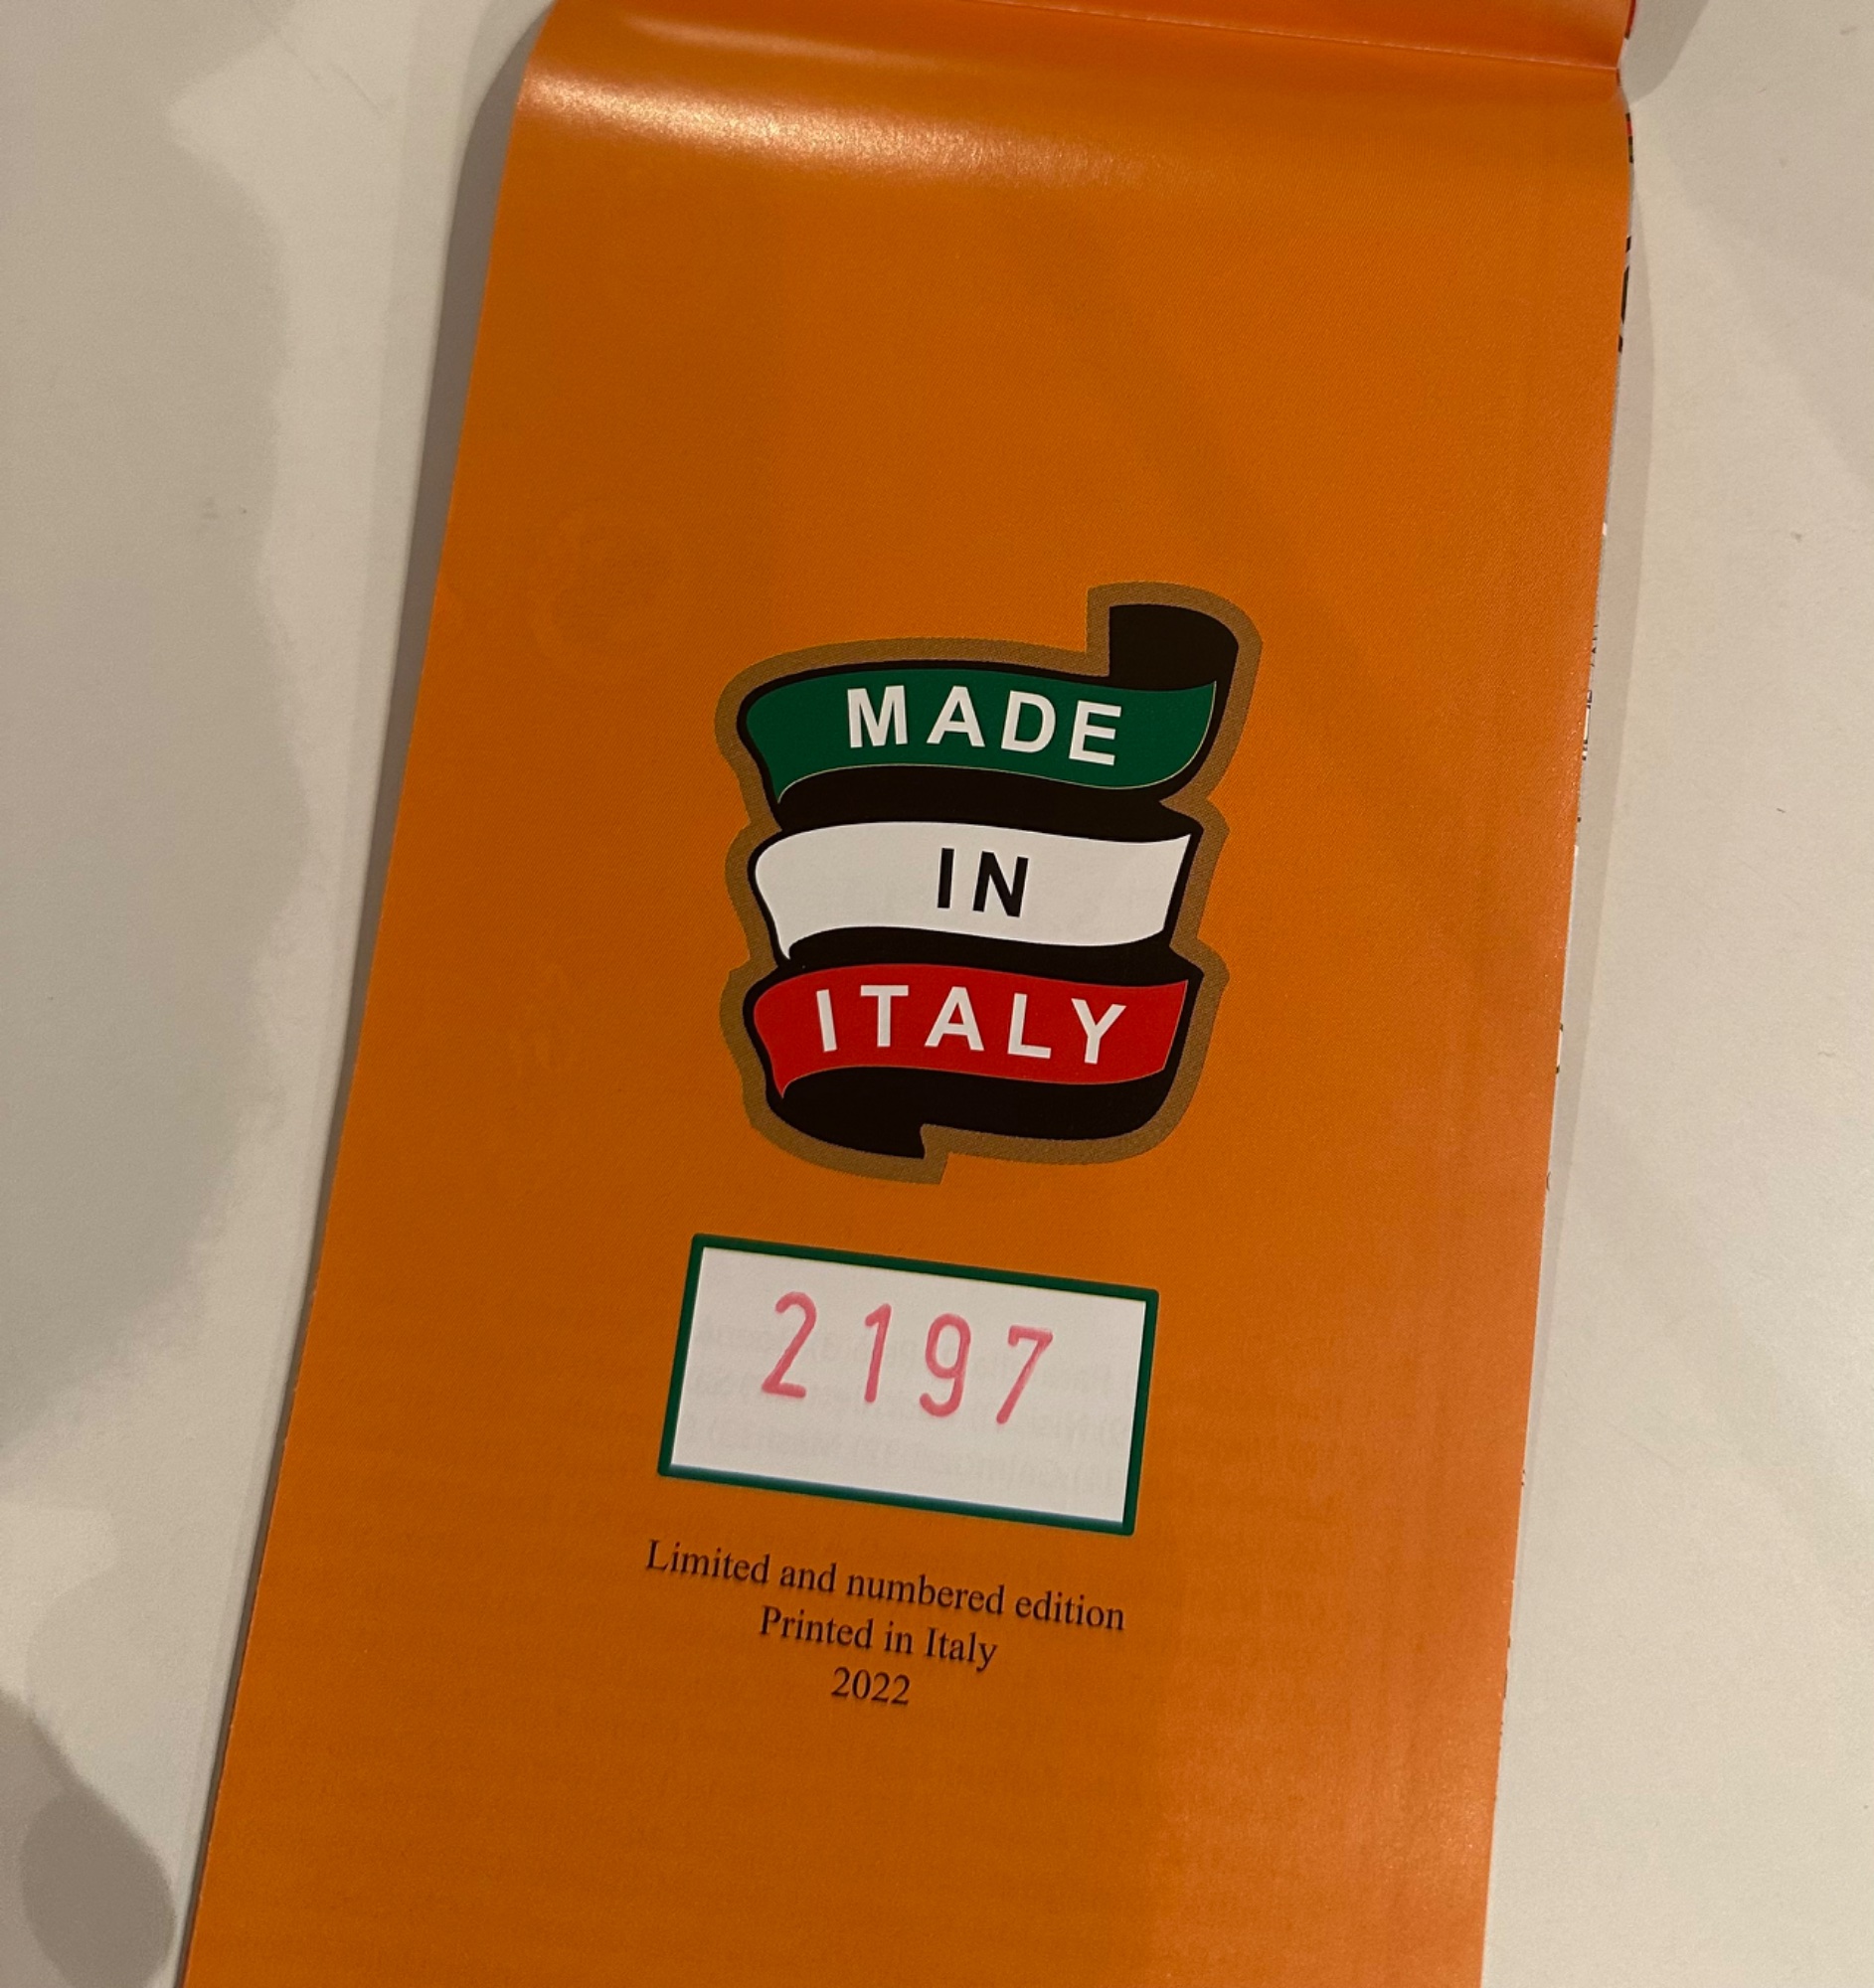 MADE
IN
ITALY
2197
Limited and numbered edition
Printed in Italy
2022